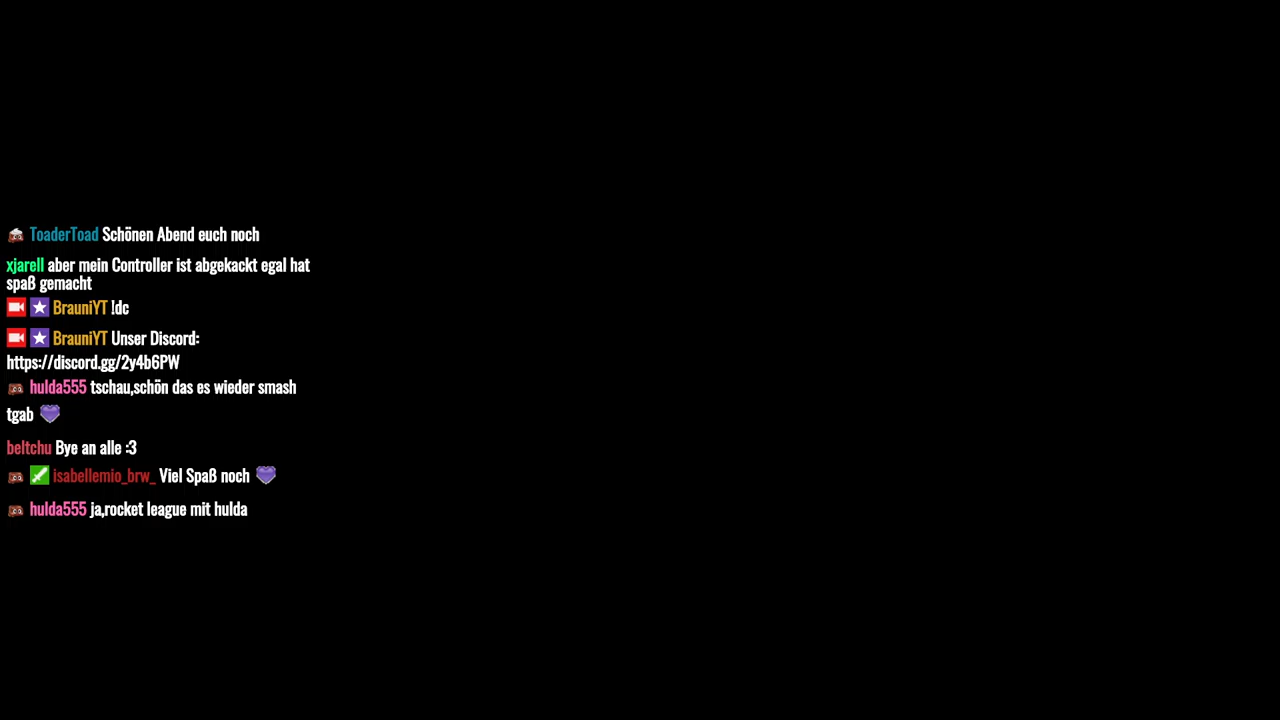 ToaderToad Schönen Abend euch noch
xjarell aber mein Controller ist abgekackt egal hat
spaß gemacht
BrauniYT !dc
BrauniYT Unser Discord:
https://discord.gg/2y4b6PW
hulda555 tschau,schön das es wieder smash
tgab
beltchu Bye an alle :3
isabellemio_brw_ Viel Spaß noch
hulda555 ja,rocket league mit hulda